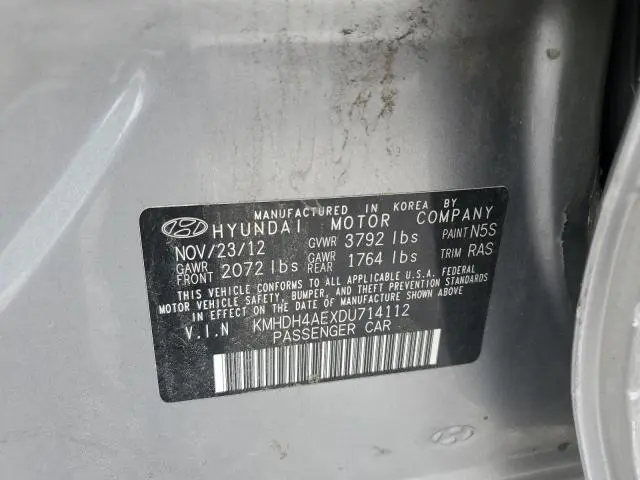 MANUFACTURED IN KOREA BY
HYUNDAI MOTOR COMPANY
NOV/23/12 GVWR 3792 lbs PAINT N5S
GAWR FRONT 2072 lbs GAWR REAR 1764 lbs TRIM RAS
THIS VEHICLE CONFORMS TO ALL APPLICABLE U.S.A. FEDERAL
MOTOR VEHICLE SAFETY, BUMPER, AND THEFT PREVENTION STANDARDS
IN EFFECT ON THE DATE OF MANUFACTURE SHOWN ABOVE.
V.I.N KMHDH4AEXDU714112
PASSENGER CAR